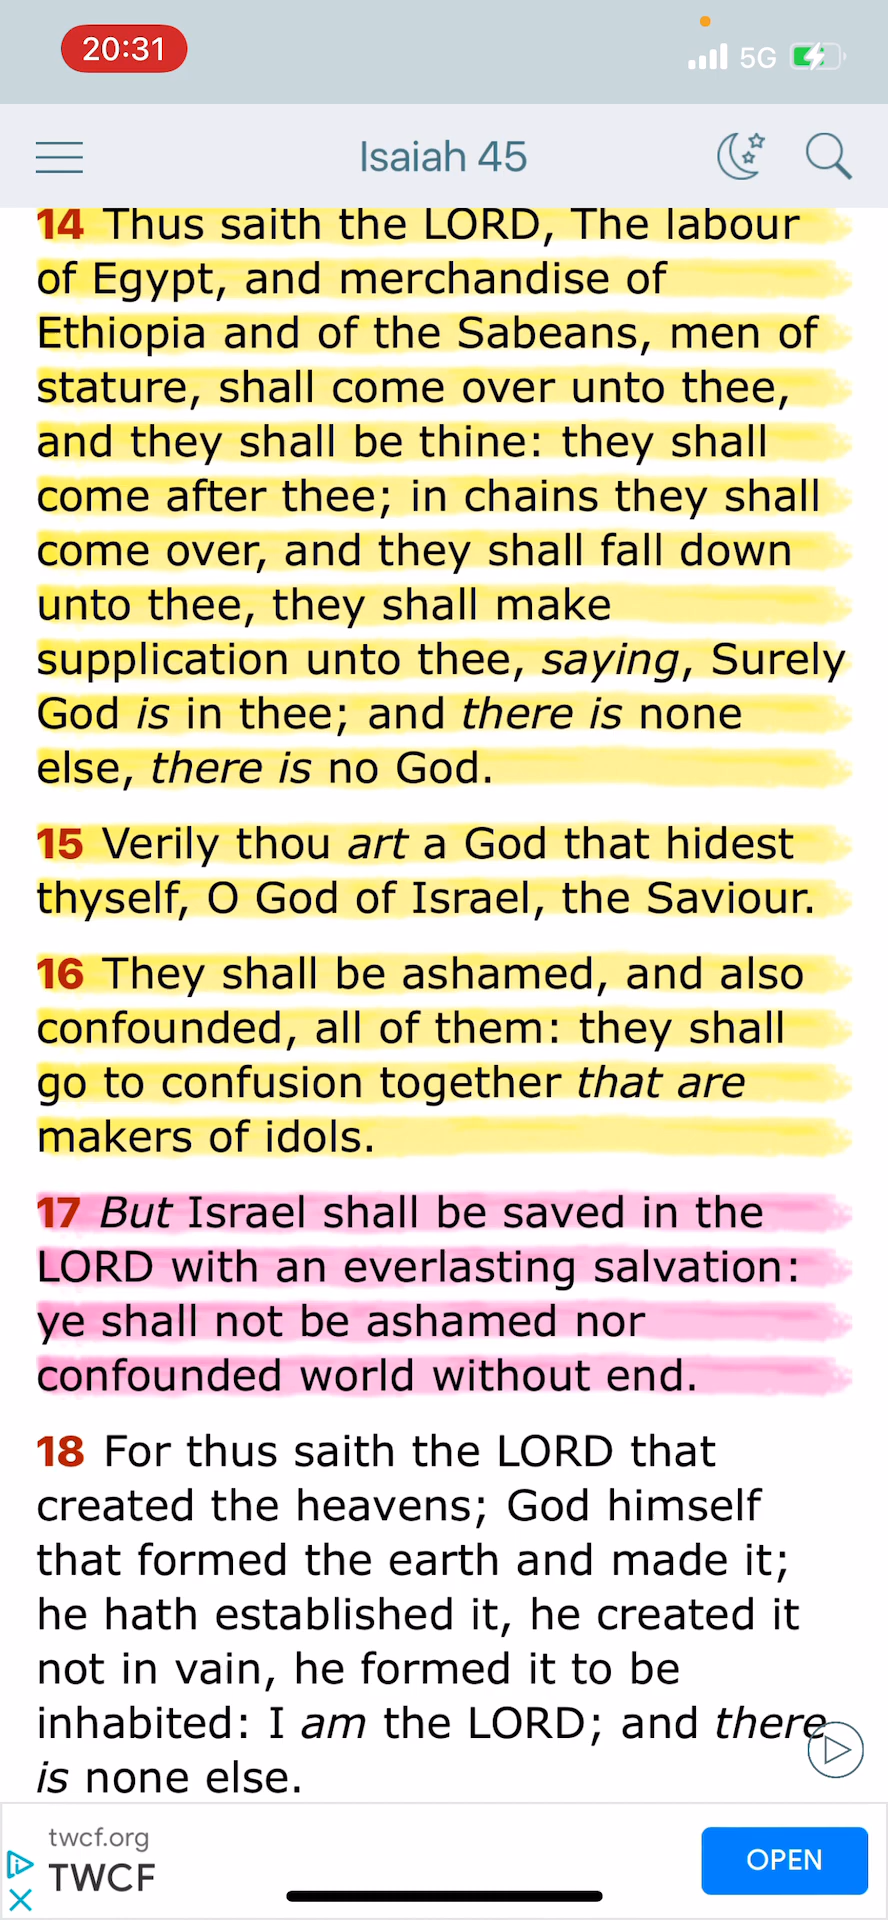 20:31
5G
Isaiah 45
14 Thus saith the LORD, The labour
of Egypt, and merchandise of
Ethiopia and of the Sabeans, men of
stature, shall come over unto thee,
and they shall be thine: they shall
come after thee; in chains they shall
come over, and they shall fall down
unto thee, they shall make
supplication unto thee, saying, Surely
God is in thee; and there is none
else, there is no God.
15 Verily thou art a God that hidest
thyself, O God of Israel, the Saviour.
16 They shall be ashamed, and also
confounded, all of them: they shall
go to confusion together that are
makers of idols.
17 But Israel shall be saved in the
LORD with an everlasting salvation:
ye shall not be ashamed nor
confounded world without end.
18 For thus saith the LORD that
created the heavens; God himself
that formed the earth and made it;
he hath established it, he created it
not in vain, he formed it to be
inhabited: I am the LORD; and there
is none else.
twcf.org
TWCF
OPEN